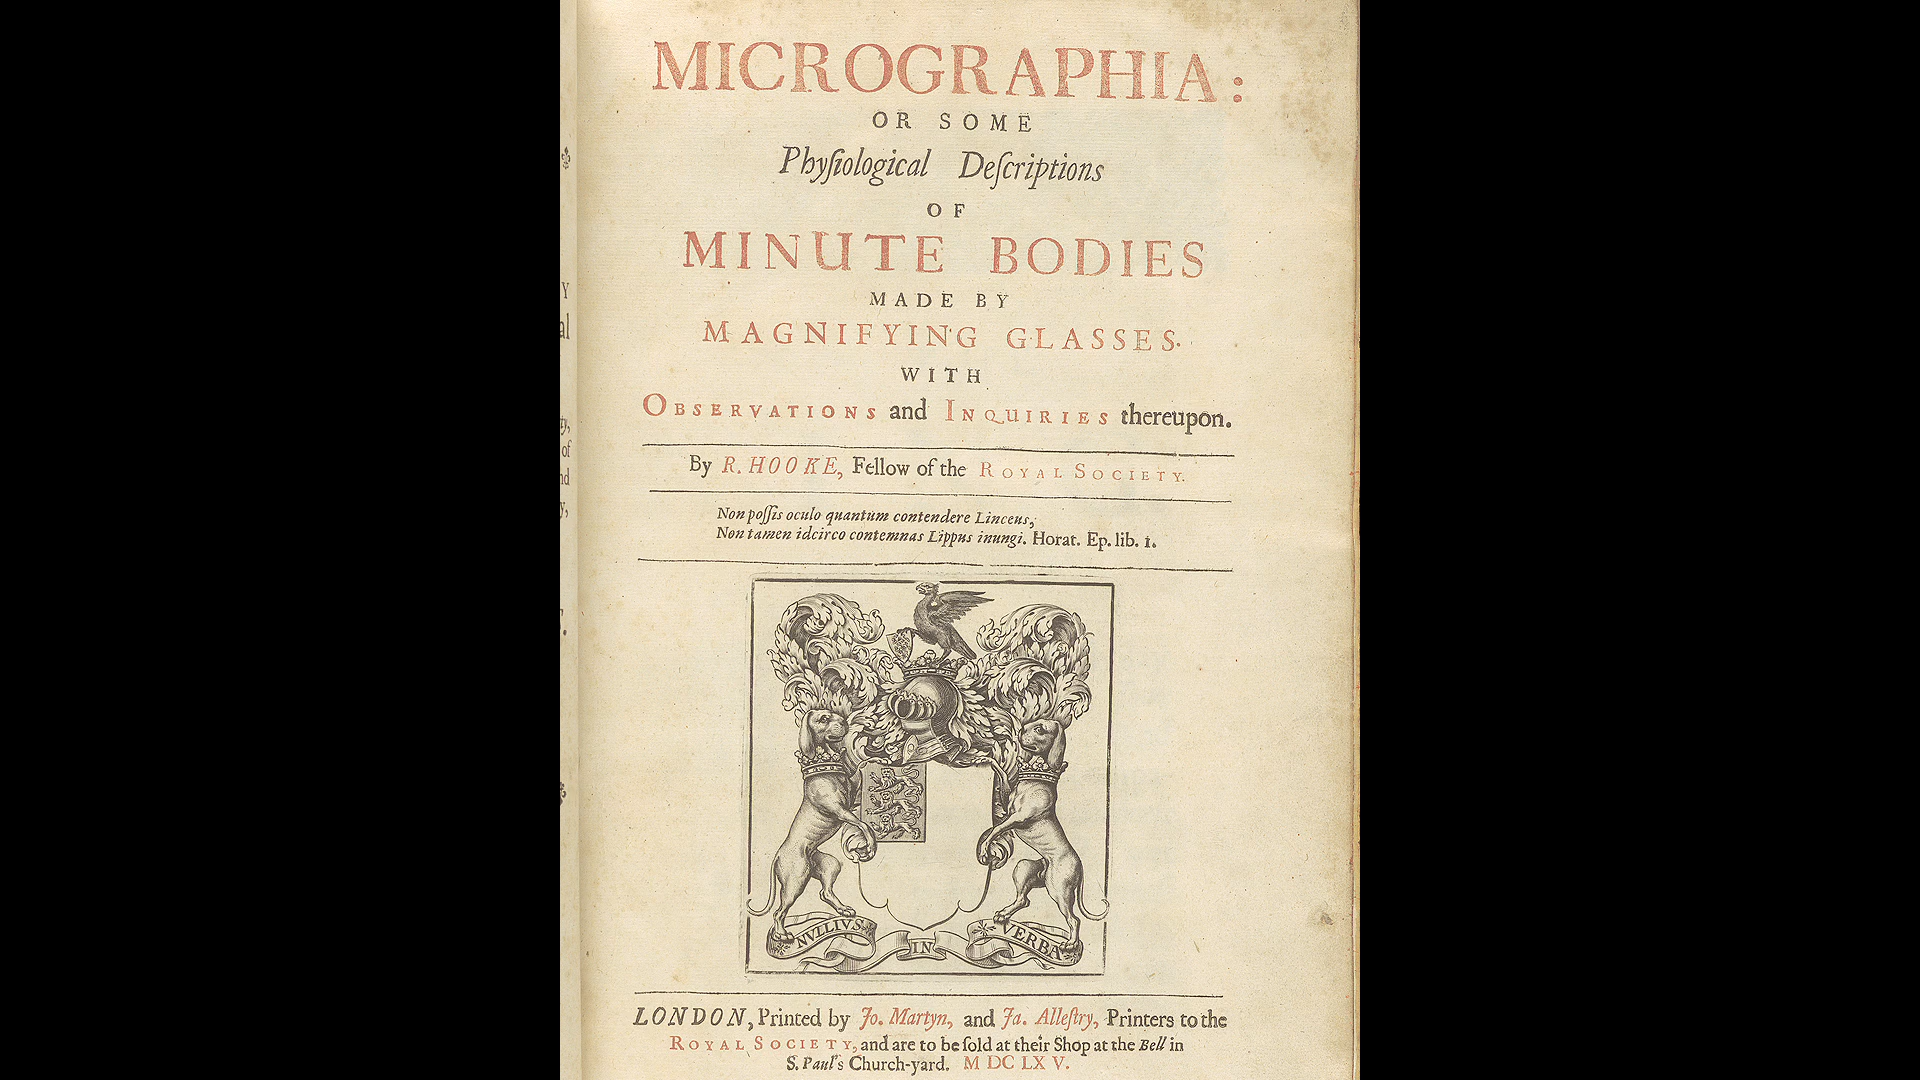 MICROGRAPHIA:
OR SOME
Phyſiological Deſcriptions
OF
MINUTE BODIES
MADE BY
MAGNIFYING GLASSES.
WITH
OBSERVATIONS and INQUIRIES thereupon.
By R. HOOKE, Fellow of the ROYAL SOCIETY.
Non poſſis oculo quantum contendere Linceus,
Non tamen idcirco contemnas Lippus inungi. Horat. Ep. lib. 1.
NVLLIVS IN VERBA
LONDON, Printed by Jo. Martyn, and Ja. Alleſtry, Printers to the
ROYAL SOCIETY, and are to be ſold at their Shop at the Bell in
S. Paul's Church-yard. M DC LX V.